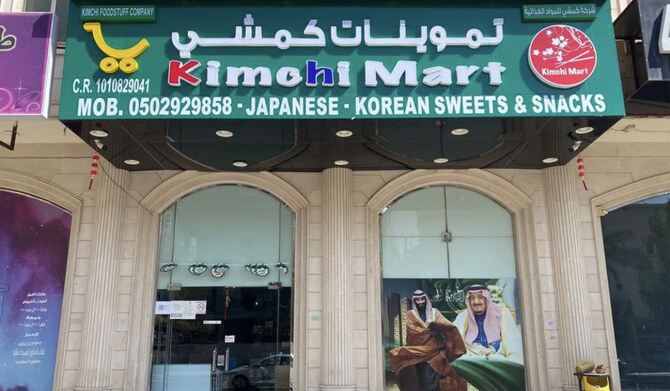 KIMCHI FOODSTUFF COMPANY
شركة كمشي للمواد الغذائية
تموينات كمشي
Kimchi Mart
Kimchi Mart
C.R. 1010829041
MOB. 0502929858 - JAPANESE - KOREAN SWEETS & SNACKS